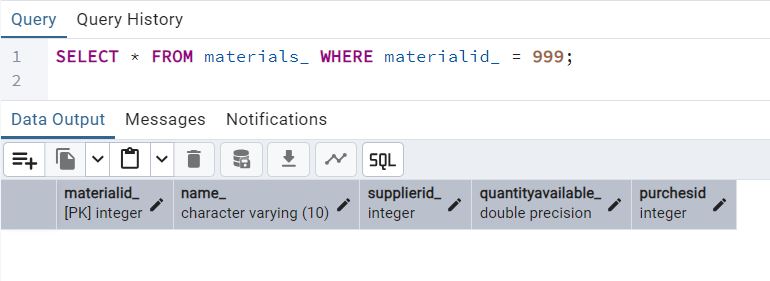 Query Query History
1 SELECT * FROM materials_ WHERE materialid_ = 999;
2
Data Output Messages Notifications
SQL
materialid_ name_ supplierid_ quantityavailable_ purchesid
[PK] integer character varying (10) integer double precision integer